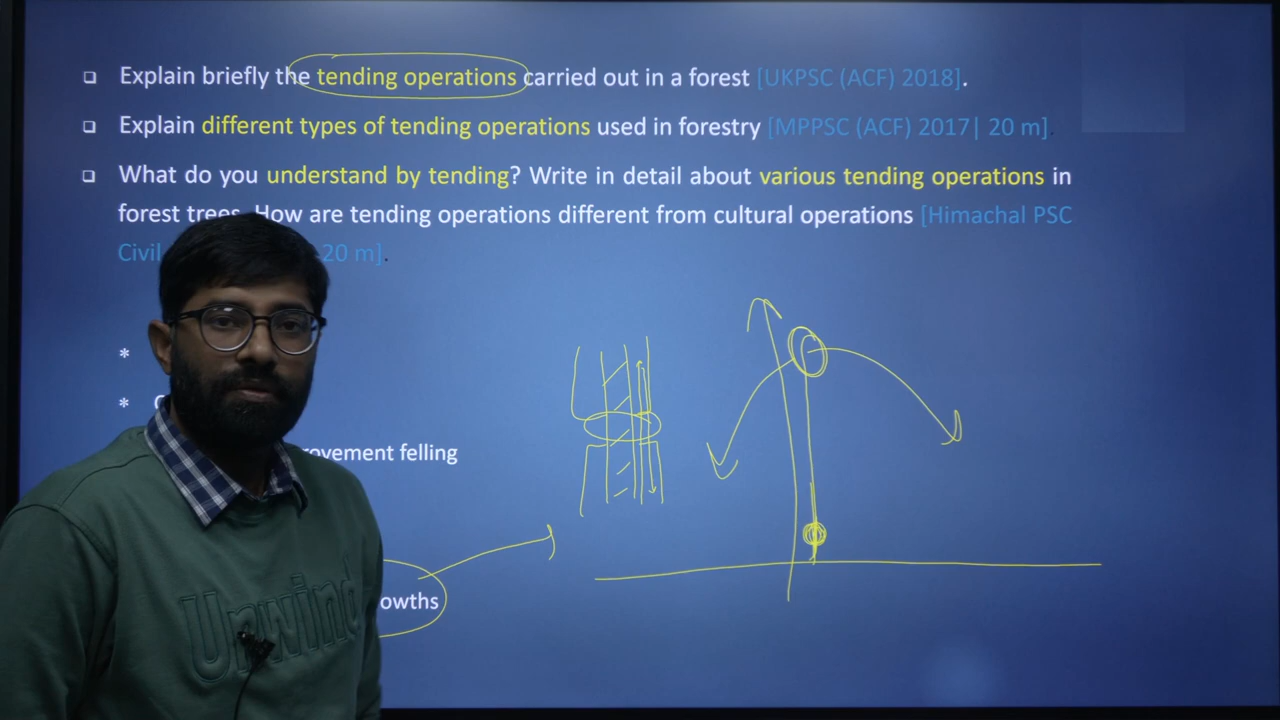 ❑ Explain briefly the tending operations carried out in a forest [UKPSC (ACF) 2018].
❑ Explain different types of tending operations used in forestry [MPPSC (ACF) 2017| 20 m].
❑ What do you understand by tending? Write in detail about various tending operations in
forest trees. How are tending operations different from cultural operations [Himachal PSC
Civil 20 m].
*
*
felling
Unwind